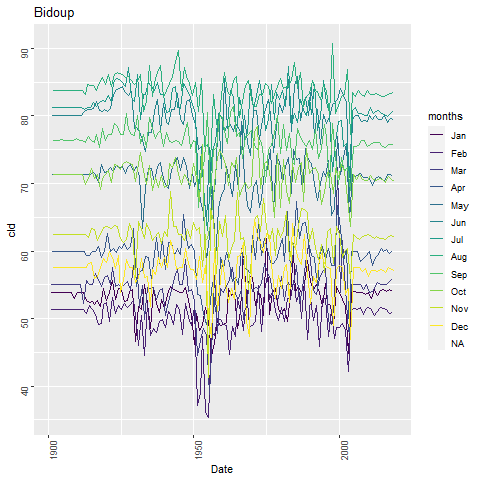 Bidoup
90
80
70
60
50
40
cld
1900
1950
2000
Date
months
Jan
Feb
Mar
Apr
May
Jun
Jul
Aug
Sep
Oct
Nov
Dec
NA